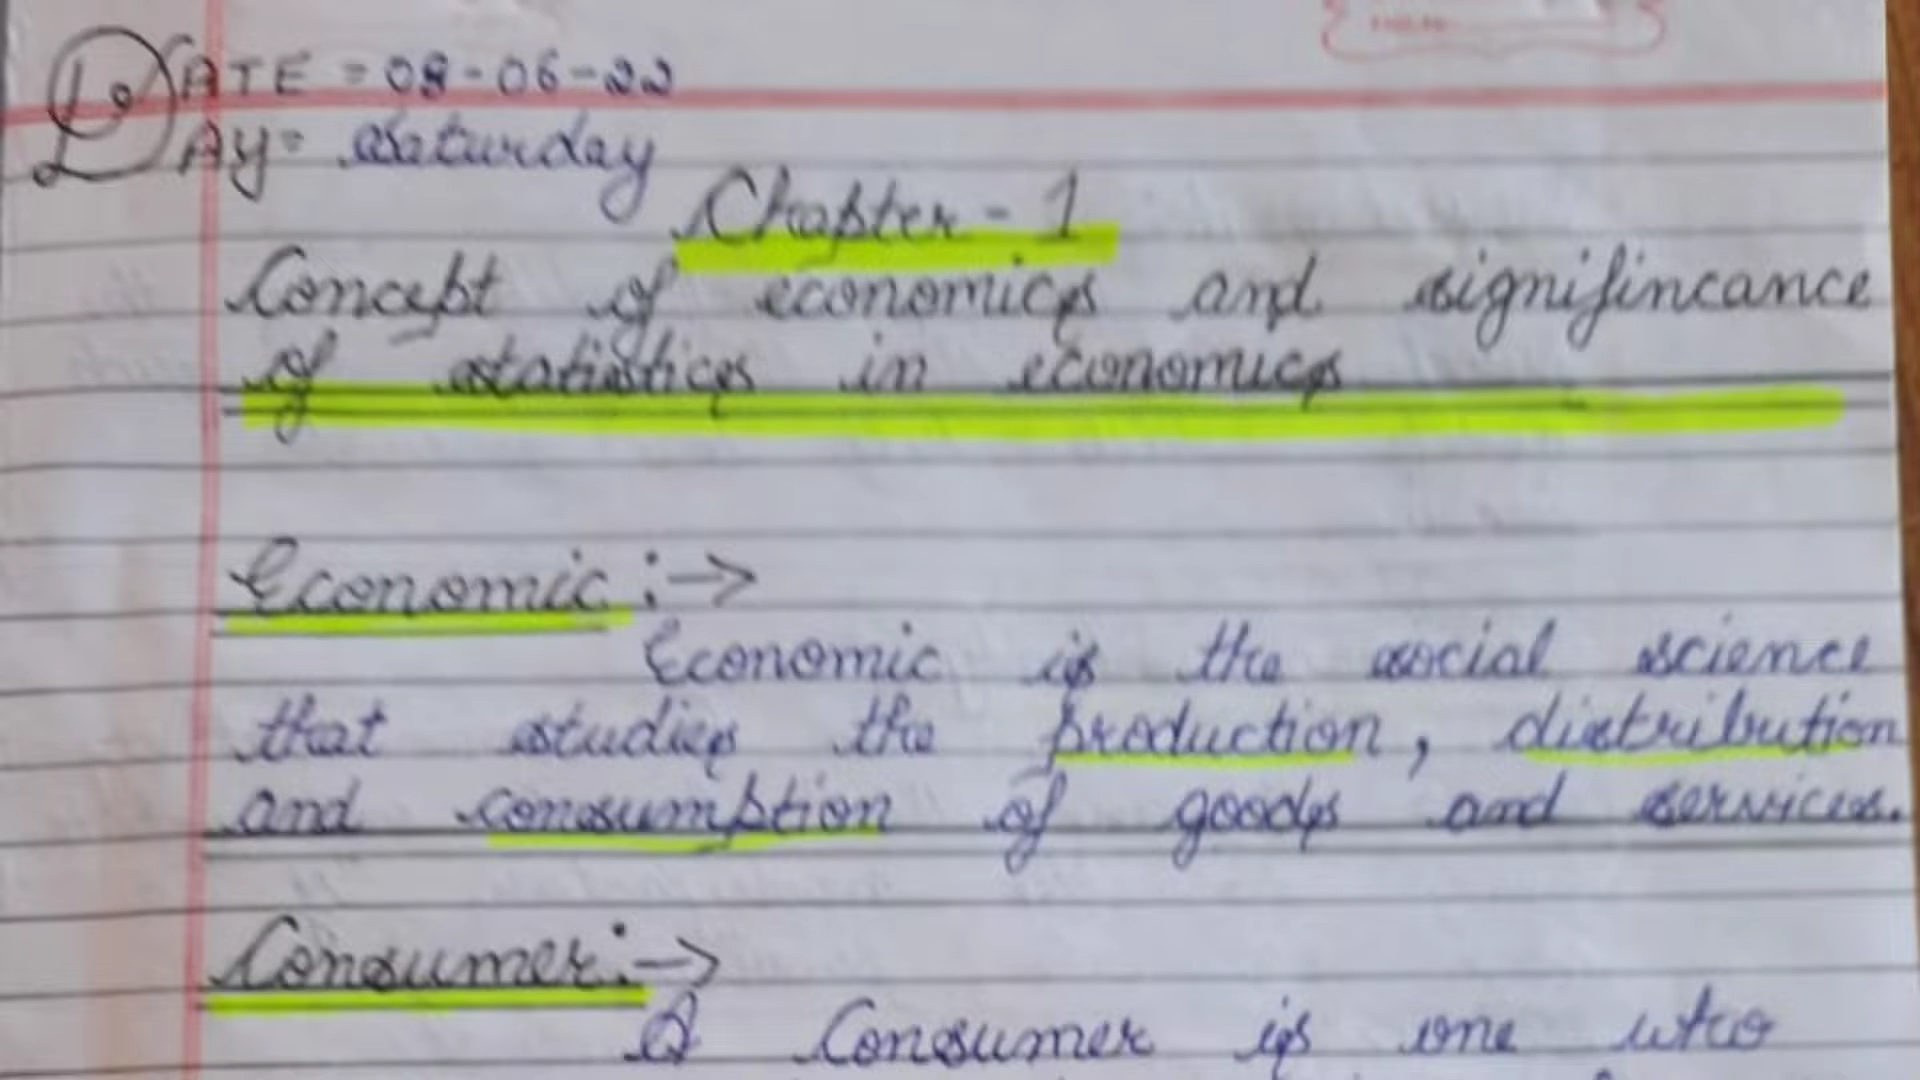 DATE = 08-06-22
DAY = Saturday
Chapter - 1
Concept of economics and signifincance
of statistics in economics
Economic :->
Economic is the social science
that studies the production, distribution
and consumption of goods and services.
Consumer :->
A Consumer is one who